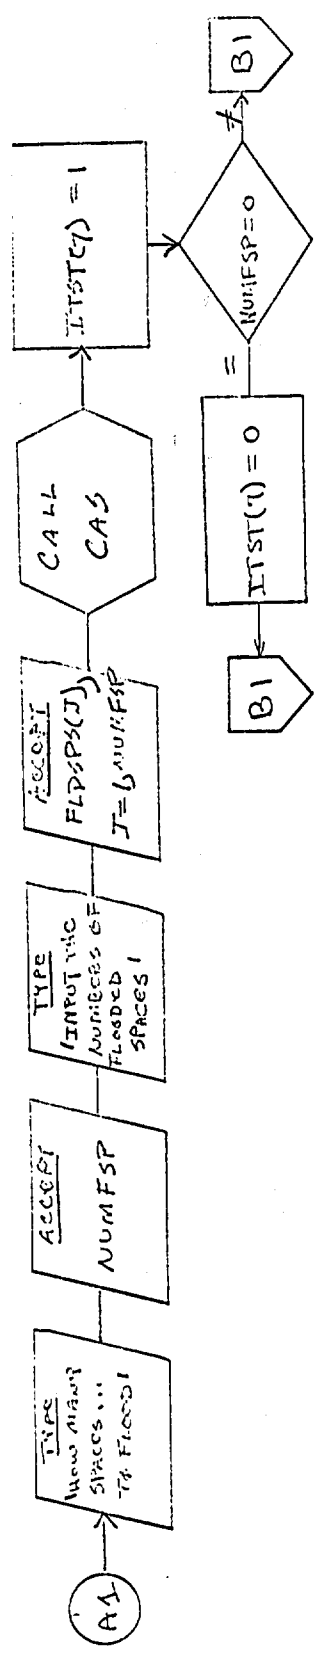 A1
TYPE
'HOW MANY
SPACES...
TO FLOOD'
ACCEPT
NUMFSP
TYPE
'INPUT THE
NUMBERS OF
FLOODED
SPACES'
ACCEPT
FLDSPS(J),
J=1,NUMFSP
CALL
CAS
ITST(7) = 1
NUMFSP=0
≠
B1
=
ITST(7) = 0
B1